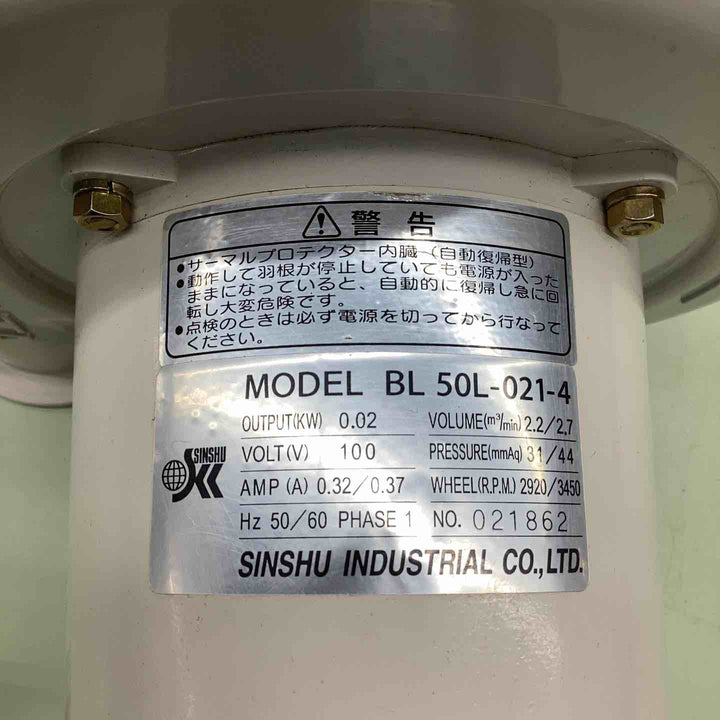 ⚠ 警告
●サーマルプロテクター内臓(自動復帰型)
●動作して羽根が停止していても電源が入った
ままになっていると、自動的に復帰し急に回
転し大変危険です。
●点検のときは必ず電源を切ってから行なって
ください。
MODEL BL 50L-021-4
OUTPUT(KW) 0.02 VOLUME(m³/min) 2.2/2.7
SINSHU
VOLT(V) 100 PRESSURE(mmAq) 31/44
AMP (A) 0.32/0.37 WHEEL(R.P.M.) 2920/3450
Hz 50/60 PHASE 1 NO. 021862
SINSHU INDUSTRIAL CO.,LTD.